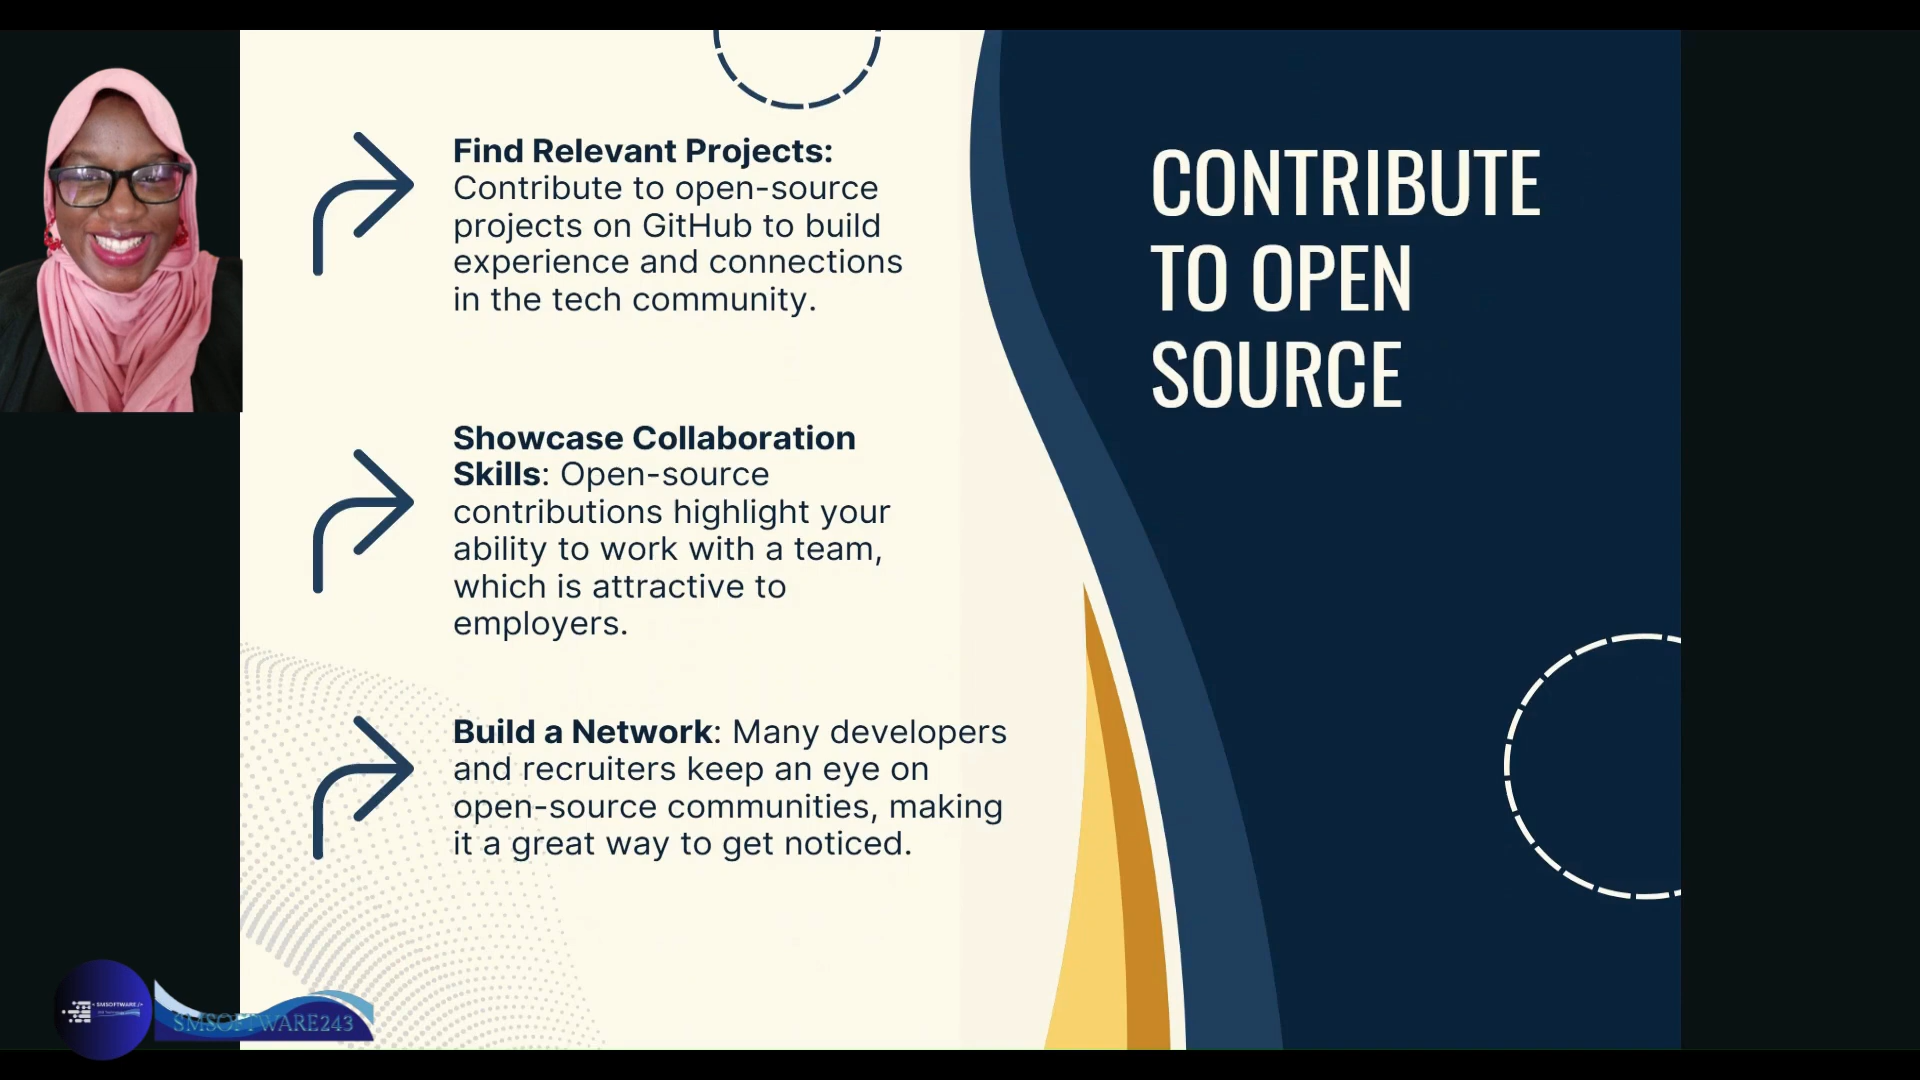 Find Relevant Projects:
Contribute to open-source
projects on GitHub to build
experience and connections
in the tech community.
Showcase Collaboration
Skills: Open-source
contributions highlight your
ability to work with a team,
which is attractive to
employers.
Build a Network: Many developers
and recruiters keep an eye on
open-source communities, making
it a great way to get noticed.
CONTRIBUTE
TO OPEN
SOURCE
< SMSOFTWARE />
SMSOFTWARE243